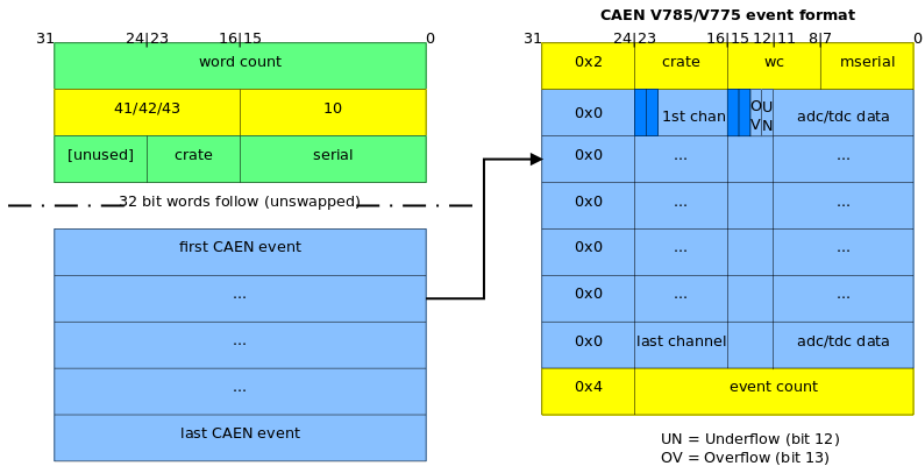 CAEN V785/V775 event format
31 24|23 16|15 0
word count
41/42/43 10
[unused] crate serial
32 bit words follow (unswapped)
first CAEN event
...
...
...
last CAEN event
31 24|23 16|15 12|11 8|7 0
0x2 crate wc mserial
0x0 1st chan OV UN adc/tdc data
0x0 ... ...
0x0 ... ...
0x0 ... ...
0x0 ... ...
0x0 last channel adc/tdc data
0x4 event count
UN = Underflow (bit 12)
OV = Overflow (bit 13)